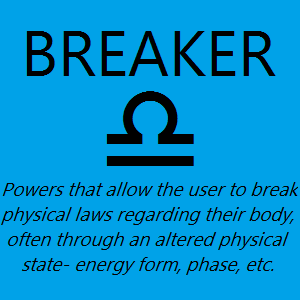 BREAKER
Powers that allow the user to break
physical laws regarding their body,
often through an altered physical
state- energy form, phase, etc.